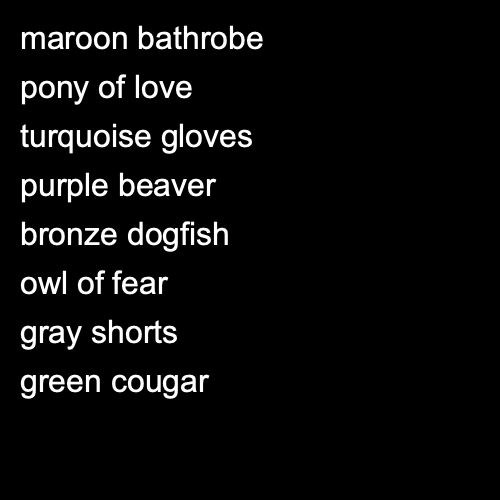 maroon bathrobe
pony of love
turquoise gloves
purple beaver
bronze dogfish
owl of fear
gray shorts
green cougar